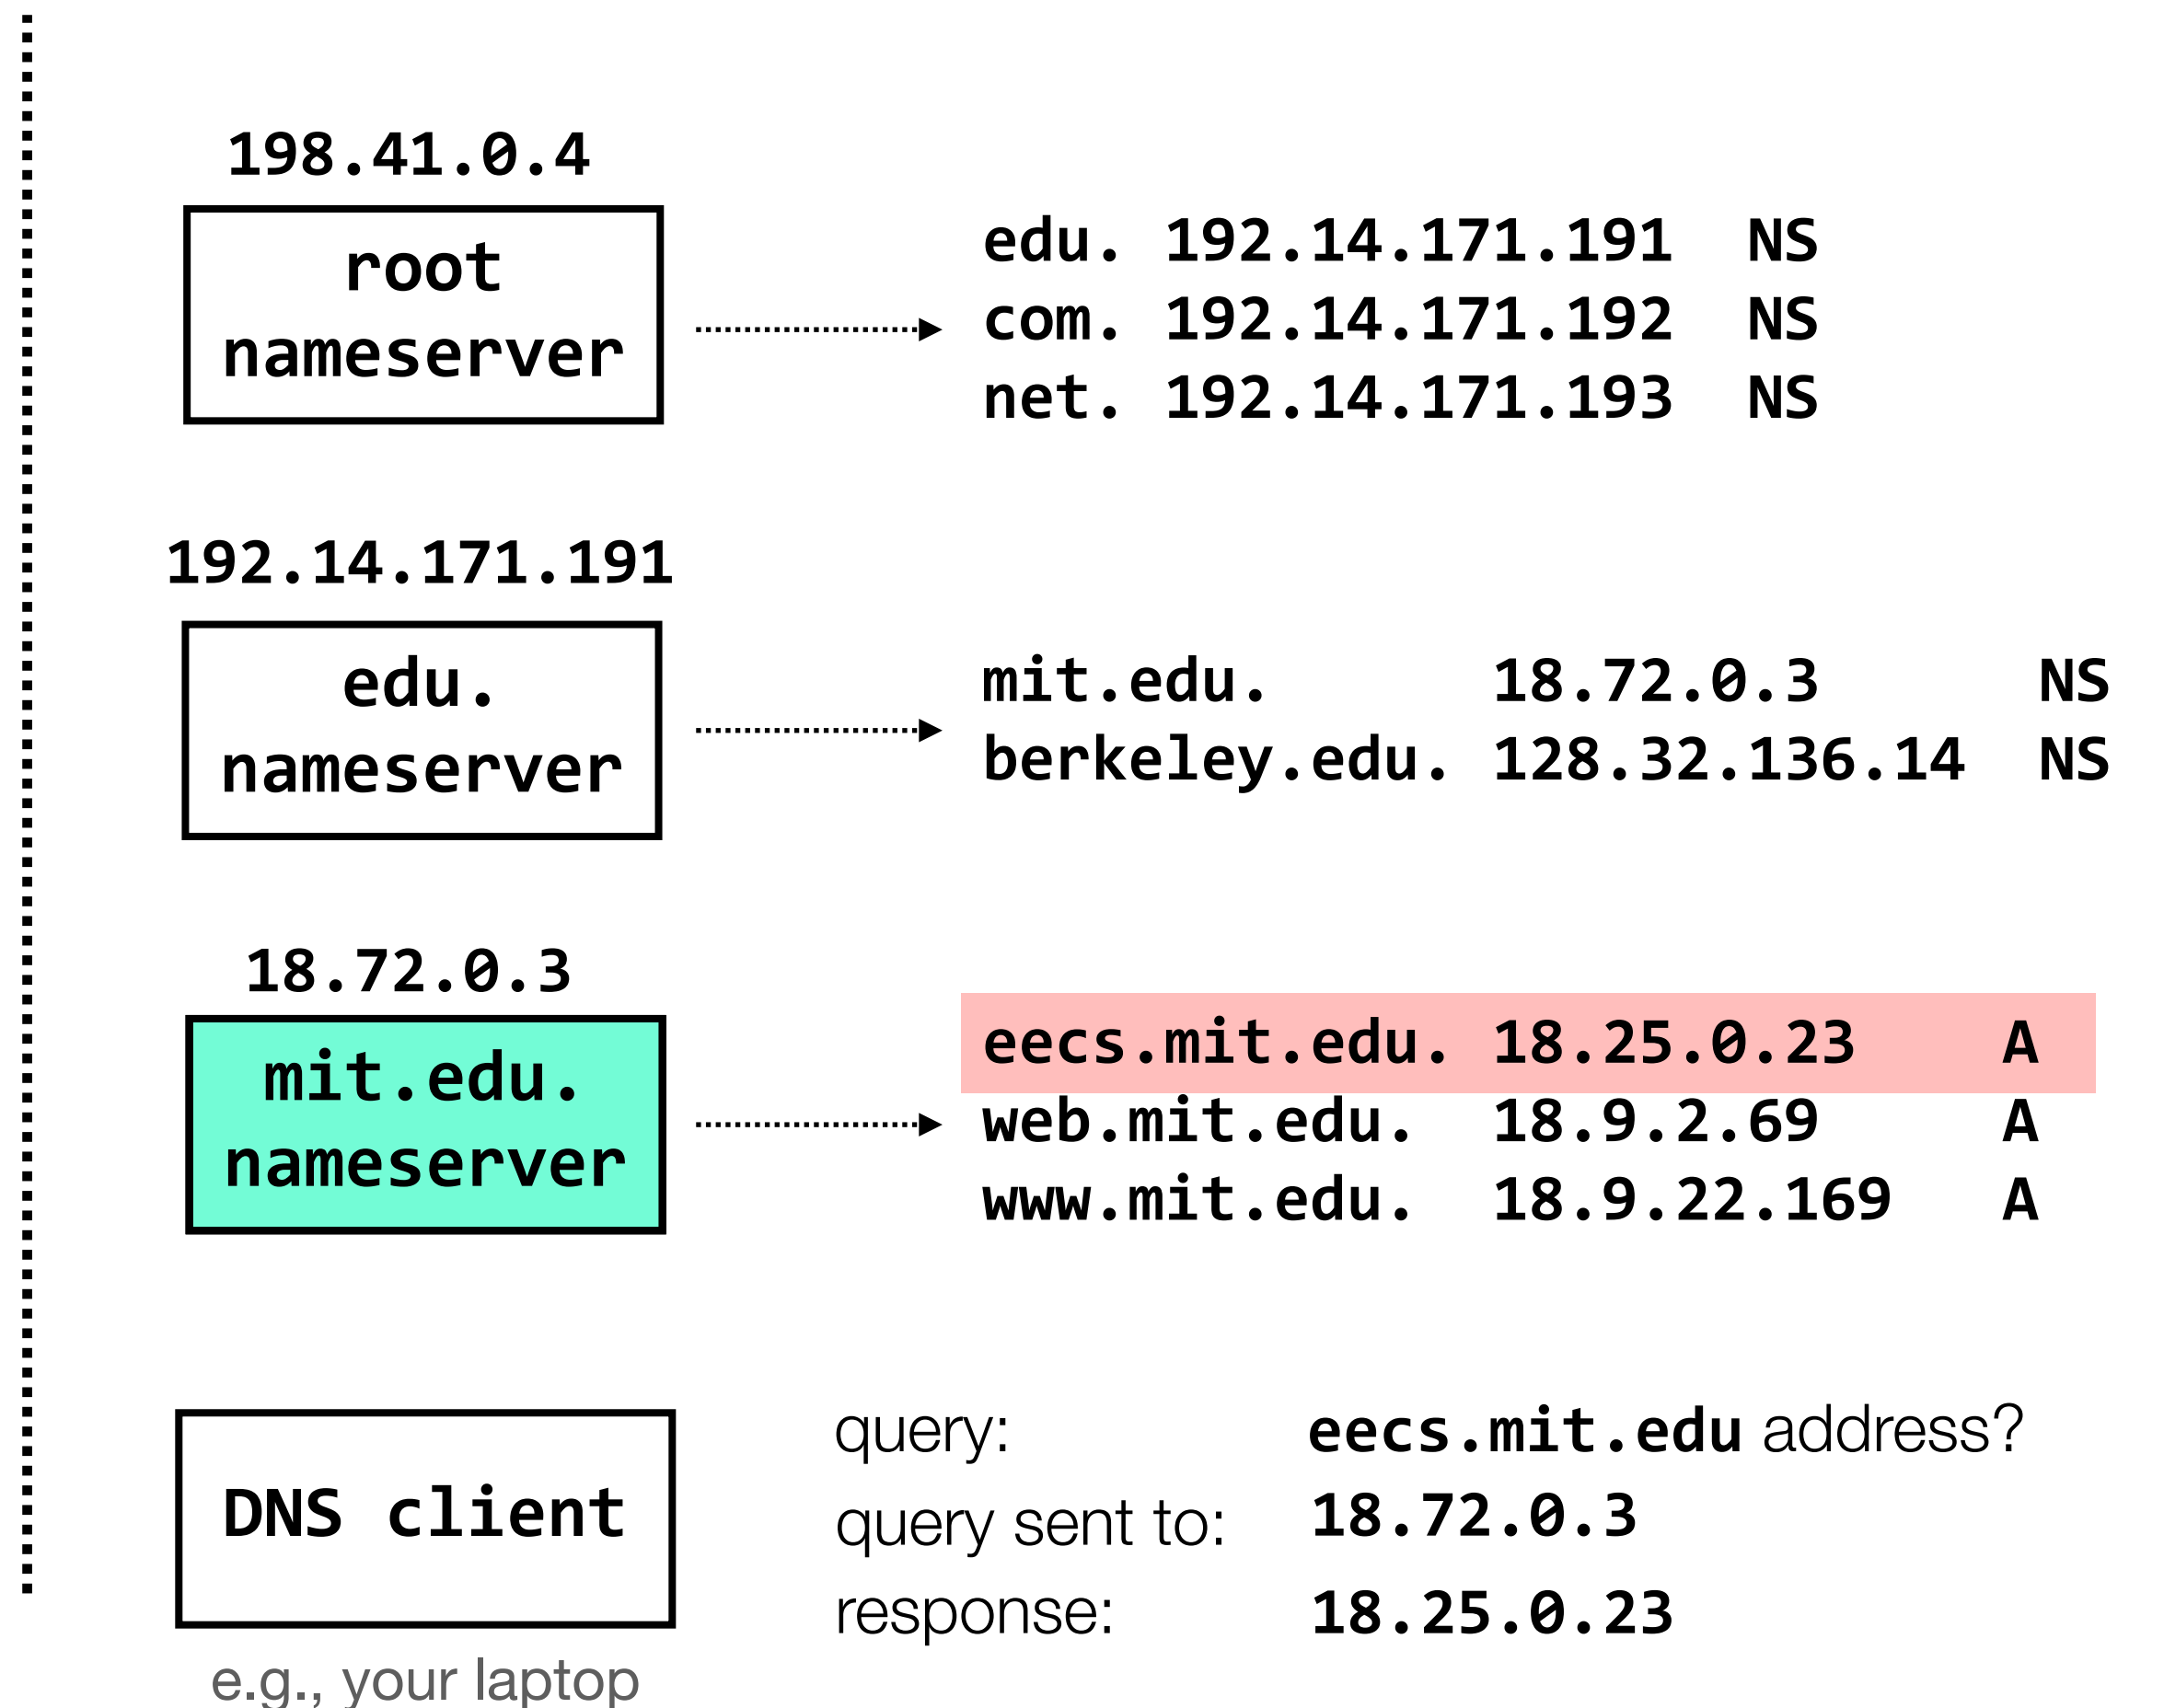 198.41.0.4
root
nameserver
edu. 192.14.171.191 NS
com. 192.14.171.192 NS
net. 192.14.171.193 NS
192.14.171.191
edu.
nameserver
mit.edu. 18.72.0.3 NS
berkeley.edu. 128.32.136.14 NS
18.72.0.3
mit.edu.
nameserver
eecs.mit.edu. 18.25.0.23 A
web.mit.edu. 18.9.2.69 A
www.mit.edu. 18.9.22.169 A
DNS client
e.g., your laptop
query: eecs.mit.edu address?
query sent to: 18.72.0.3
response: 18.25.0.23